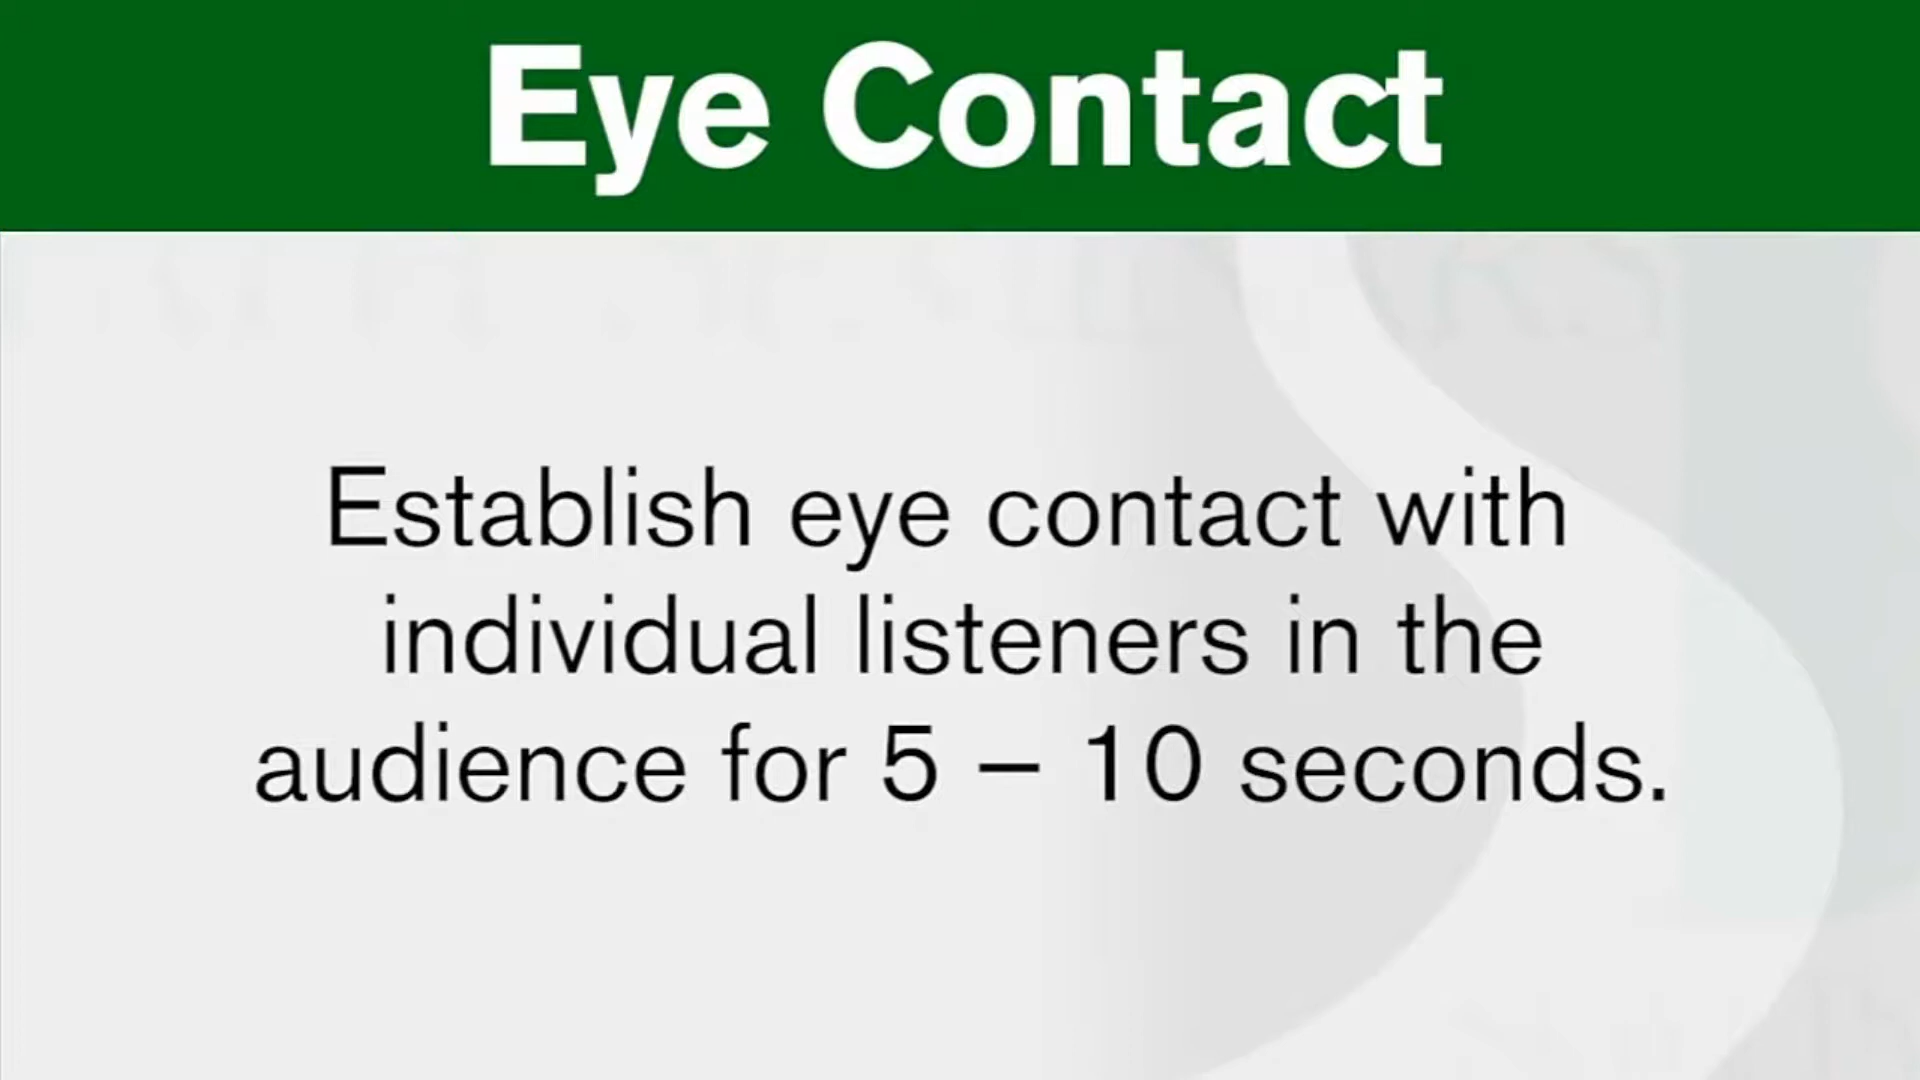 Eye Contact
Establish eye contact with
individual listeners in the
audience for 5 – 10 seconds.